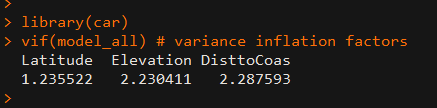 >
> library(car)
> vif(model_all) # variance inflation factors
Latitude Elevation DisttoCoas
1.235522 2.230411 2.287593
>